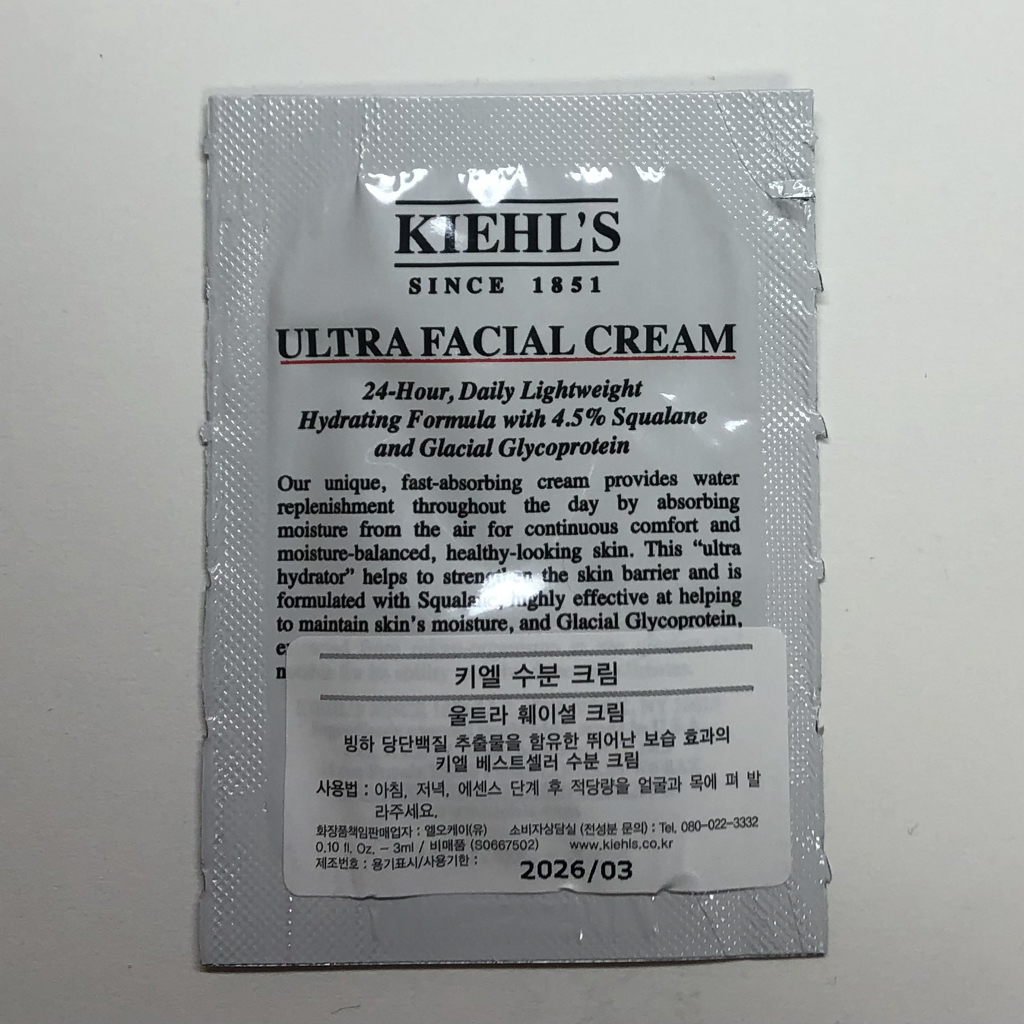 KIEHL'S
SINCE 1851
ULTRA FACIAL CREAM
24-Hour, Daily Lightweight
Hydrating Formula with 4.5% Squalane
and Glacial Glycoprotein
Our unique, fast-absorbing cream provides water
replenishment throughout the day by absorbing
moisture from the air for continuous comfort and
moisture-balanced, healthy-looking skin. This “ultra
hydrator” helps to strengthen the skin barrier and is
formulated with Squalane, highly effective at helping
to maintain skin's moisture, and Glacial Glycoprotein,
키엘 수분 크림
울트라 훼이셜 크림
빙하 당단백질 추출물을 함유한 뛰어난 보습 효과의
키엘 베스트셀러 수분 크림
사용법 : 아침, 저녁, 에센스 단계 후 적당량을 얼굴과 목에 펴 발
라주세요.
화장품책임판매업자 : 엘오케이(유) 소비자상담실 (전성분 문의) : Tel. 080-022-3332
0.10 fl. Oz. - 3ml / 비매품 (S0667502) www.kiehls.co.kr
제조번호 : 용기표시/사용기한 : 2026/03